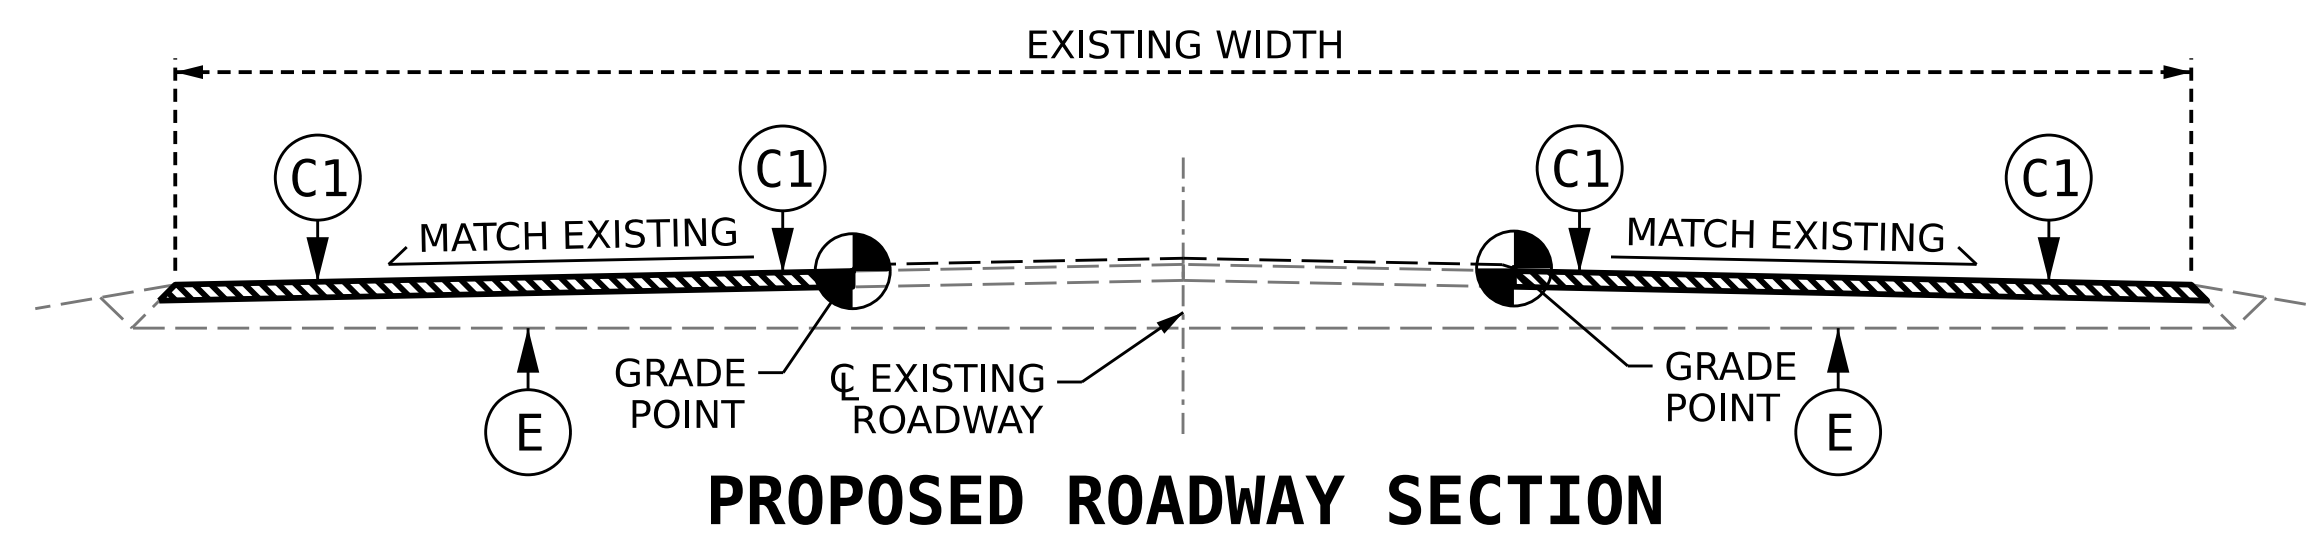 EXISTING WIDTH
C1
C1
C1
C1
MATCH EXISTING
MATCH EXISTING
GRADE
POINT
℄ EXISTING
ROADWAY
GRADE
POINT
E
E
PROPOSED ROADWAY SECTION